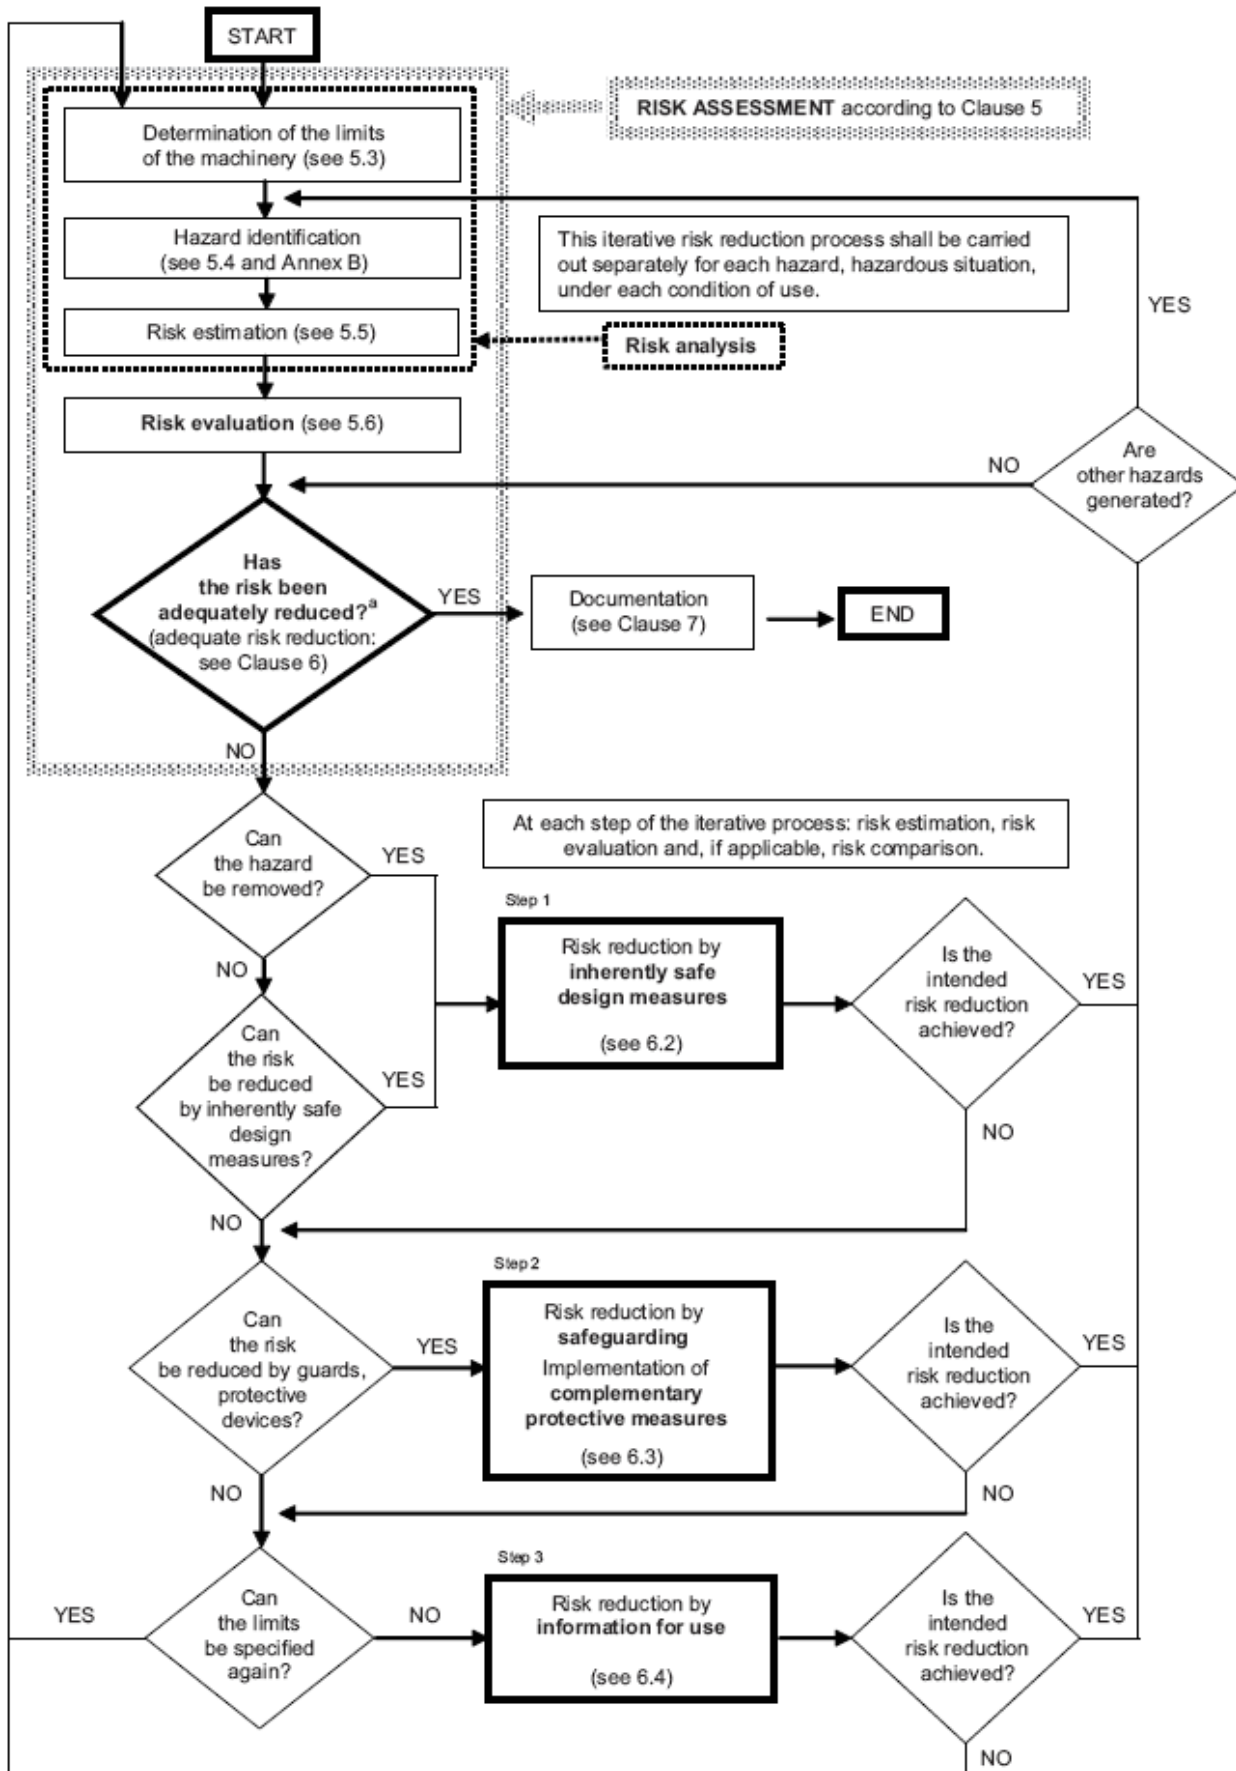 START
RISK ASSESSMENT according to Clause 5
Determination of the limits
of the machinery (see 5.3)
Hazard identification
(see 5.4 and Annex B)
This iterative risk reduction process shall be carried
out separately for each hazard, hazardous situation,
under each condition of use.
YES
Risk estimation (see 5.5)
Risk analysis
Risk evaluation (see 5.6)
NO
Are
other hazards
generated?
Has
the risk been
adequately reduced?a
(adequate risk reduction:
see Clause 6)
YES
Documentation
(see Clause 7)
END
NO
At each step of the iterative process: risk estimation, risk
evaluation and, if applicable, risk comparison.
Can
the hazard
be removed?
YES
NO
Step 1
Risk reduction by
inherently safe
design measures
(see 6.2)
Is the
intended
risk reduction
achieved?
YES
NO
Can
the risk
be reduced
by inherently safe
design
measures?
YES
NO
Step 2
Can
the risk
be reduced by guards,
protective
devices?
YES
Risk reduction by
safeguarding
Implementation of
complementary
protective measures
(see 6.3)
Is the
intended
risk reduction
achieved?
YES
NO
NO
Step 3
YES
Can
the limits
be specified
again?
NO
Risk reduction by
information for use
(see 6.4)
Is the
intended
risk reduction
achieved?
YES
NO